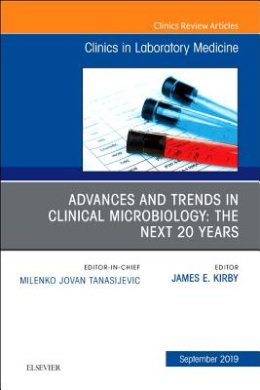 Clinics Review Articles
Clinics in Laboratory Medicine
ADVANCES AND TRENDS IN
CLINICAL MICROBIOLOGY: THE
NEXT 20 YEARS
EDITOR-IN-CHIEF
MILENKO JOVAN TANASIJEVIC
EDITOR
JAMES E. KIRBY
ELSEVIER
September 2019